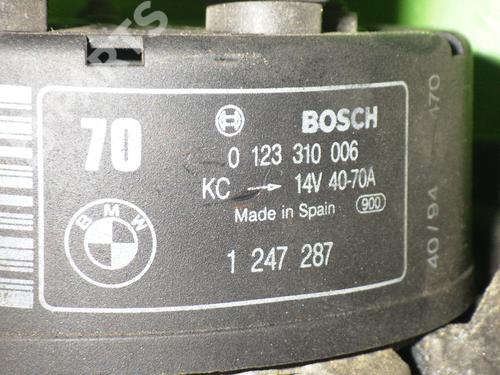 70
BOSCH
0 123 310 006
KC → 14V 40-70A
Made in Spain 900
BMW
1 247 287
40/94